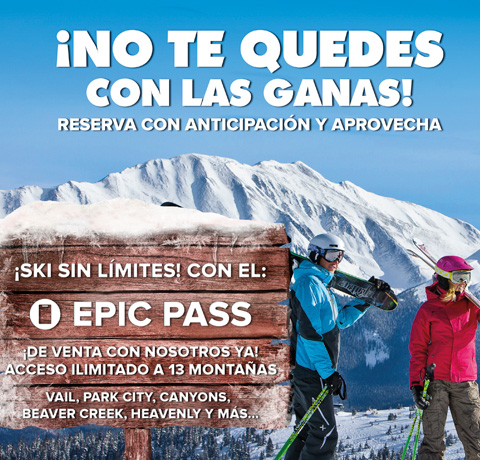 ¡NO TE QUEDES
CON LAS GANAS!
RESERVA CON ANTICIPACIÓN Y APROVECHA
¡SKI SIN LÍMITES! CON EL:
EPIC PASS
¡DE VENTA CON NOSOTROS YA!
ACCESO ILIMITADO A 13 MONTAÑAS
VAIL, PARK CITY, CANYONS,
BEAVER CREEK, HEAVENLY Y MÁS...